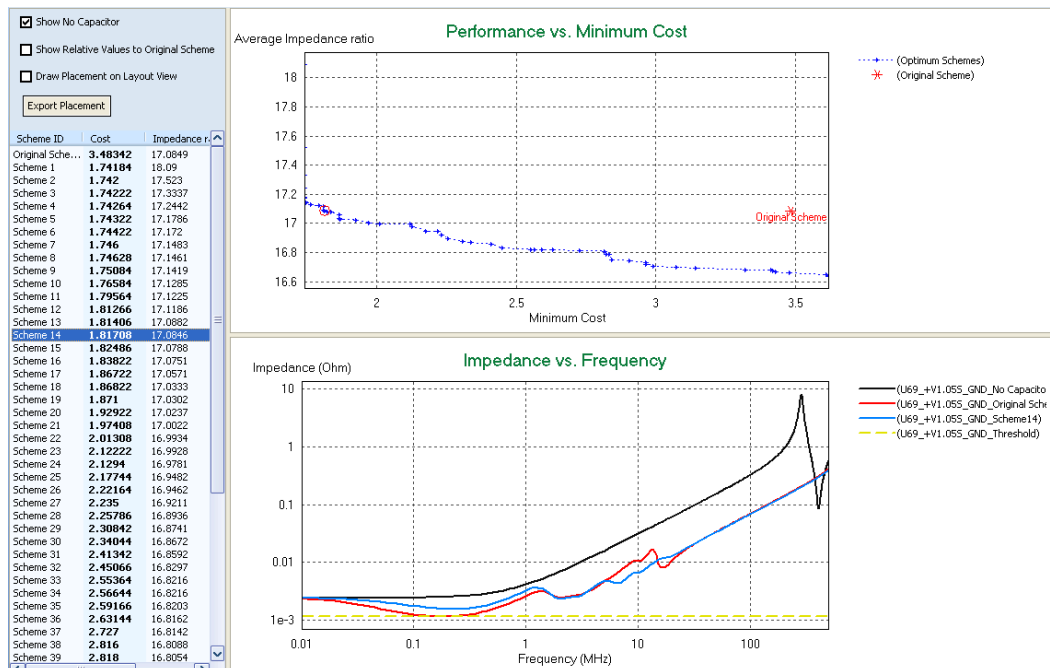 Show No Capacitor
Show Relative Values to Original Scheme
Draw Placement on Layout View
Export Placement
Scheme ID Cost Impedance r
Original Sche... 3.48342 17.0849
Scheme 1 1.74184 18.09
Scheme 2 1.742 17.523
Scheme 3 1.74222 17.3337
Scheme 4 1.74264 17.2442
Scheme 5 1.74322 17.1786
Scheme 6 1.74422 17.172
Scheme 7 1.746 17.1483
Scheme 8 1.74628 17.1461
Scheme 9 1.75084 17.1419
Scheme 10 1.76584 17.1285
Scheme 11 1.79564 17.1225
Scheme 12 1.81266 17.1186
Scheme 13 1.81406 17.0882
Scheme 14 1.81708 17.0846
Scheme 15 1.82486 17.0788
Scheme 16 1.83822 17.0751
Scheme 17 1.86722 17.0571
Scheme 18 1.86822 17.0333
Scheme 19 1.871 17.0302
Scheme 20 1.92922 17.0237
Scheme 21 1.97408 17.0022
Scheme 22 2.01308 16.9934
Scheme 23 2.12222 16.9928
Scheme 24 2.1294 16.9781
Scheme 25 2.17744 16.9482
Scheme 26 2.22164 16.9462
Scheme 27 2.235 16.9211
Scheme 28 2.25786 16.8936
Scheme 29 2.30842 16.8741
Scheme 30 2.34044 16.8672
Scheme 31 2.41342 16.8592
Scheme 32 2.45066 16.8297
Scheme 33 2.55364 16.8216
Scheme 34 2.56644 16.8216
Scheme 35 2.59166 16.8203
Scheme 36 2.63144 16.8162
Scheme 37 2.727 16.8142
Scheme 38 2.816 16.8088
Scheme 39 2.818 16.8054
Performance vs. Minimum Cost
Average Impedance ratio
18
17.8
17.6
17.4
17.2
17
16.8
16.6
2 2.5 3 3.5
Minimum Cost
Original Scheme
(Optimum Schemes)
(Original Scheme)
Impedance vs. Frequency
Impedance (Ohm)
10
1
0.1
0.01
1e-3
0.01 0.1 1 10 100
Frequency (MHz)
(U69_+V1.05S_GND_No Capacito
(U69_+V1.05S_GND_Original Sche
(U69_+V1.05S_GND_Scheme14)
(U69_+V1.05S_GND_Threshold)